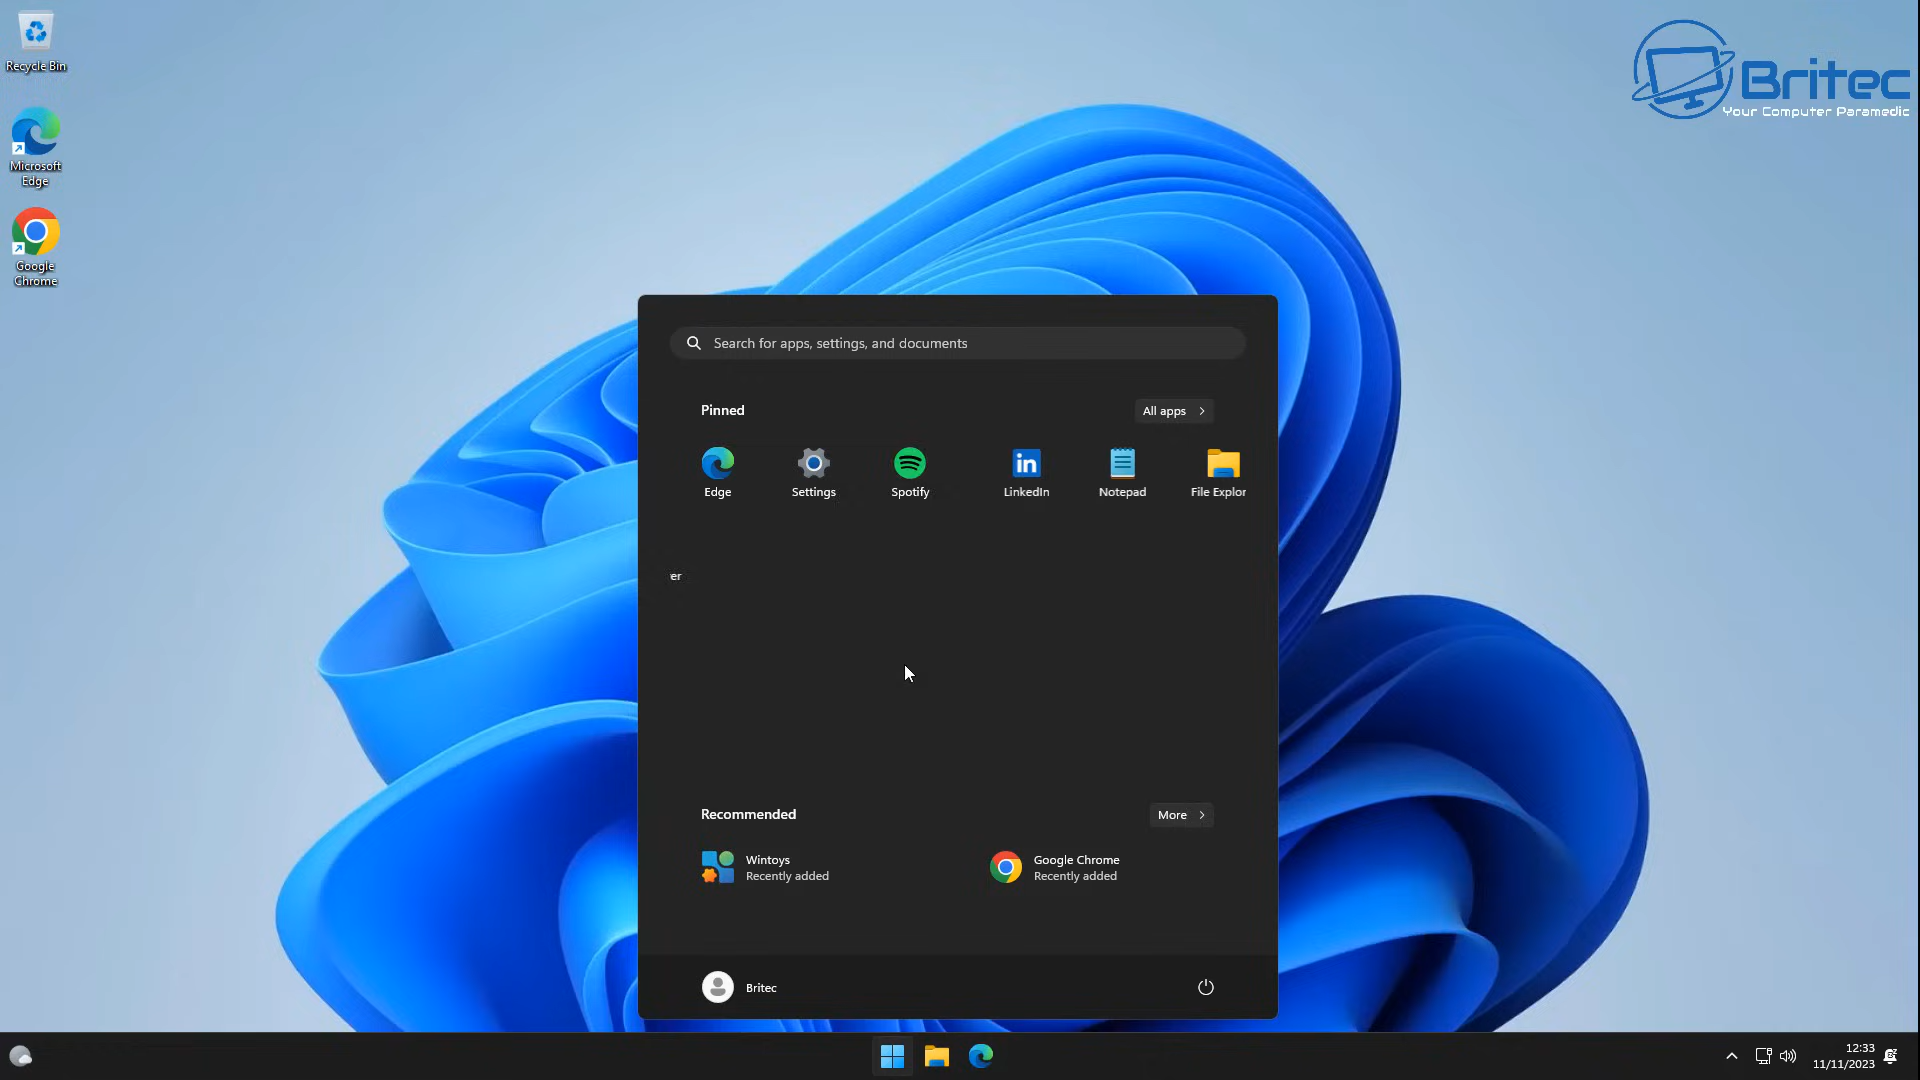 Recycle Bin
Microsoft
Edge
Google
Chrome
Britec
Your Computer Paramedic
Search for apps, settings, and documents
Pinned
All apps
Edge
Settings
Spotify
LinkedIn
Notepad
File Explor
er
Recommended
More
Wintoys
Recently added
Google Chrome
Recently added
Britec
12:33
11/11/2023